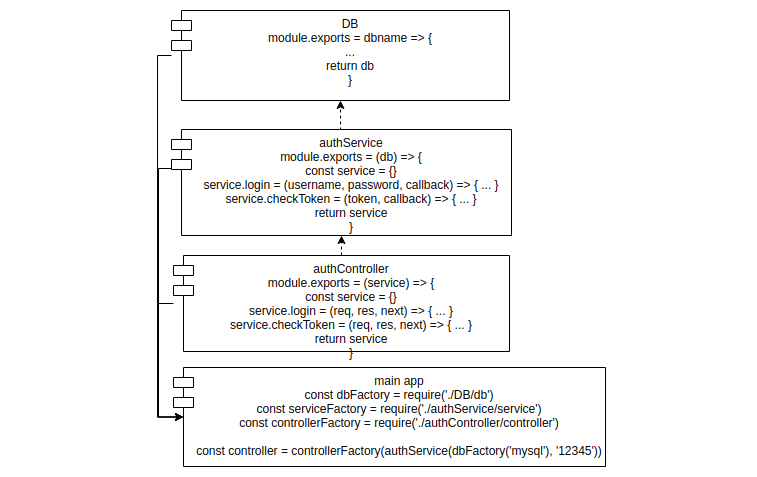 DB
module.exports = dbname => {
...
return db
}
authService
module.exports = (db) => {
const service = {}
service.login = (username, password, callback) => { ... }
service.checkToken = (token, callback) => { ... }
return service
}
authController
module.exports = (service) => {
const service = {}
service.login = (req, res, next) => { ... }
service.checkToken = (req, res, next) => { ... }
return service
}
main app
const dbFactory = require('./DB/db')
const serviceFactory = require('./authService/service')
const controllerFactory = require('./authController/controller')
const controller = controllerFactory(authService(dbFactory('mysql'), '12345'))